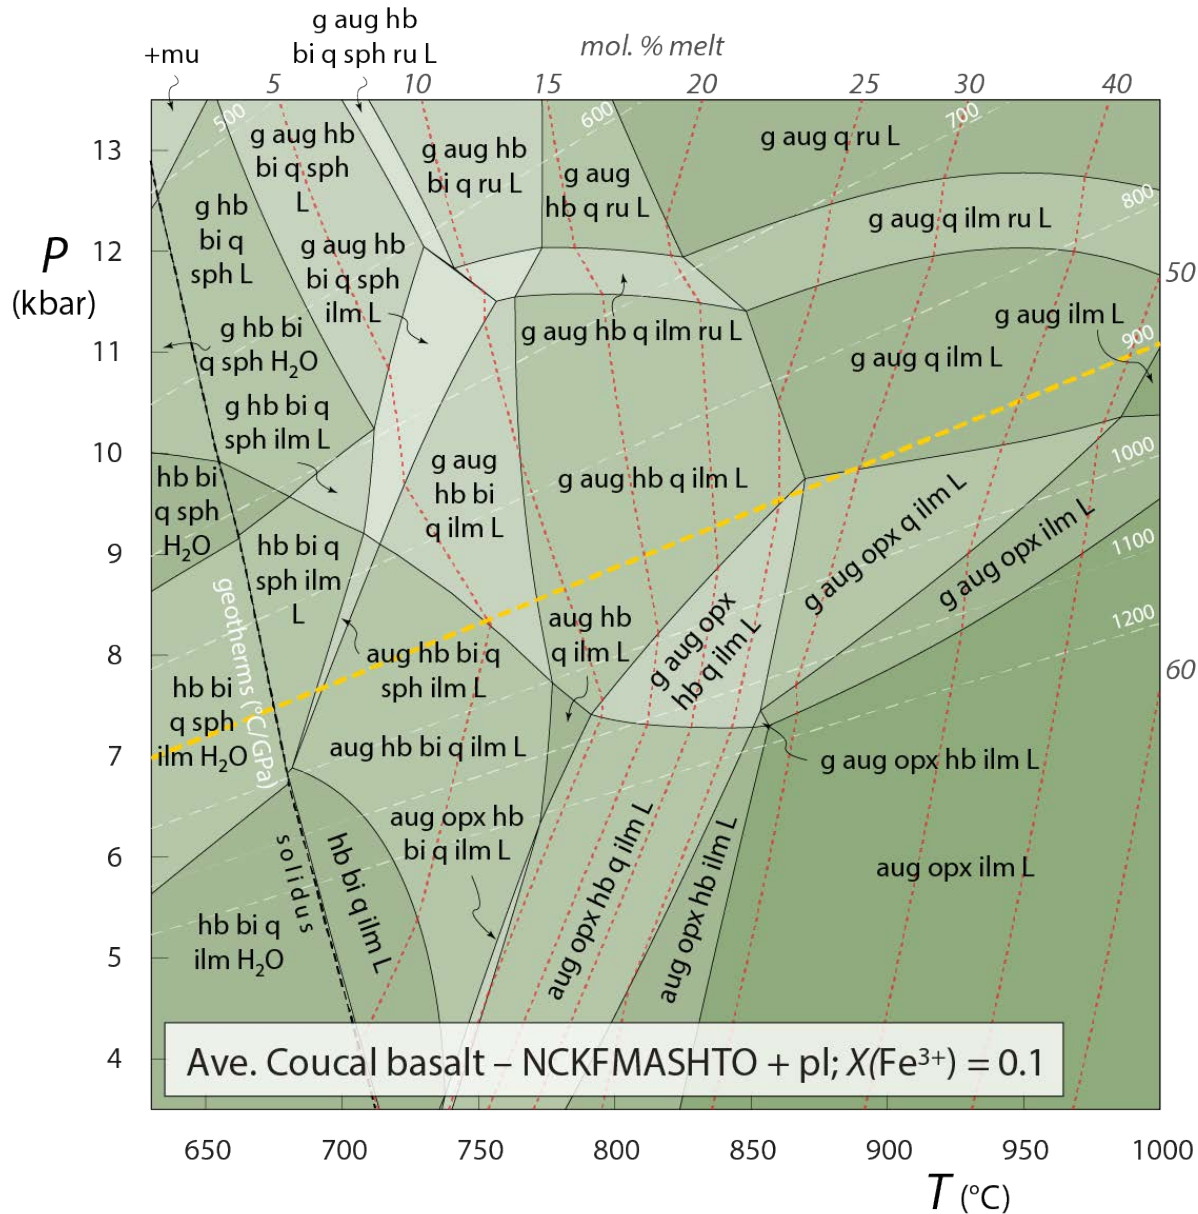 g aug hb
bi q sph ru L
+mu
mol. % melt
5 10 15 20 25 30 40
500 600 700
g aug hb
bi q sph
L
g aug hb
bi q ru L
g aug
hb q ru L
g aug q ru L
13
g hb
bi q
sph L
800
g aug q ilm ru L
P
(kbar)
12
50
g aug hb
bi q sph
ilm L
g aug hb q ilm ru L
g aug ilm L
900
g hb bi
q sph H₂O
11
g aug q ilm L
g hb bi q
sph ilm L
10
1000
hb bi
q sph
H₂O
g aug
hb bi
q ilm L
g aug hb q ilm L
g aug opx q ilm L
g aug opx ilm L
1100
9
hb bi q
sph ilm
L
geotherms (°C/GPa)
aug hb
q ilm L
g aug opx
hb q ilm L
1200
8
aug hb bi q
sph ilm L
60
hb bi
q sph
ilm H₂O
7
aug hb bi q ilm L
g aug opx hb ilm L
aug opx hb
bi q ilm L
6
solidus
hb bi q ilm L
aug opx hb q ilm L
aug opx hb ilm L
aug opx ilm L
hb bi q
ilm H₂O
5
4
Ave. Coucal basalt – NCKFMASHTO + pl; X(Fe³⁺) = 0.1
650 700 750 800 850 900 950 1000
T (°C)